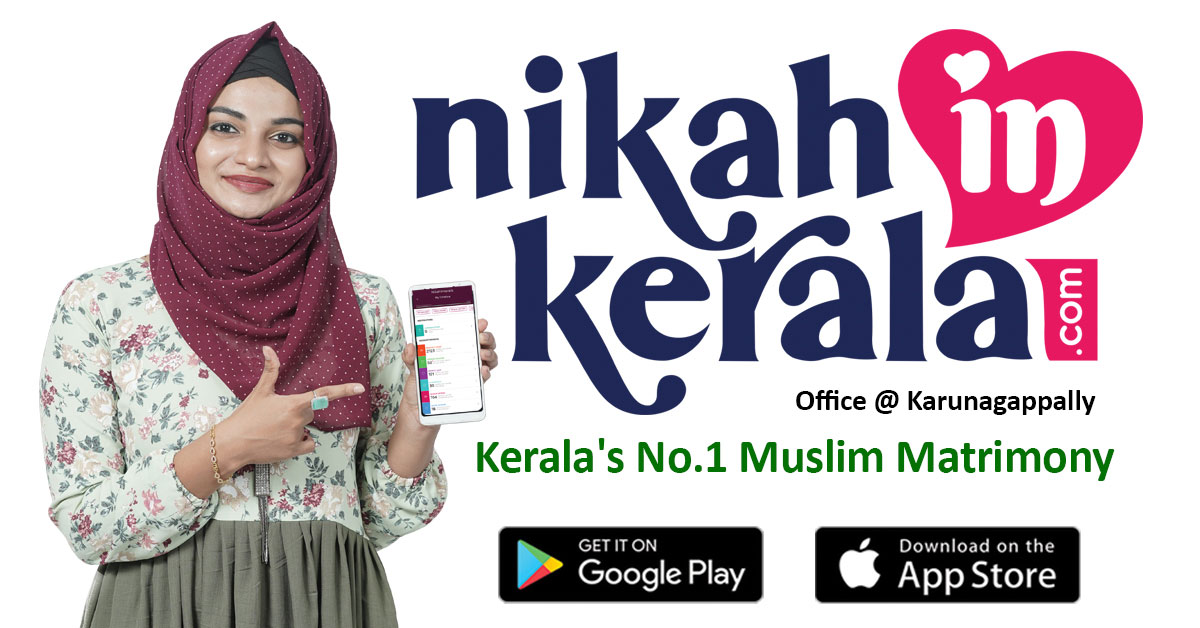 nikah in
kerala .com
Office @ Karunagappally
Kerala's No.1 Muslim Matrimony
GET IT ON
Google Play
Download on the
App Store